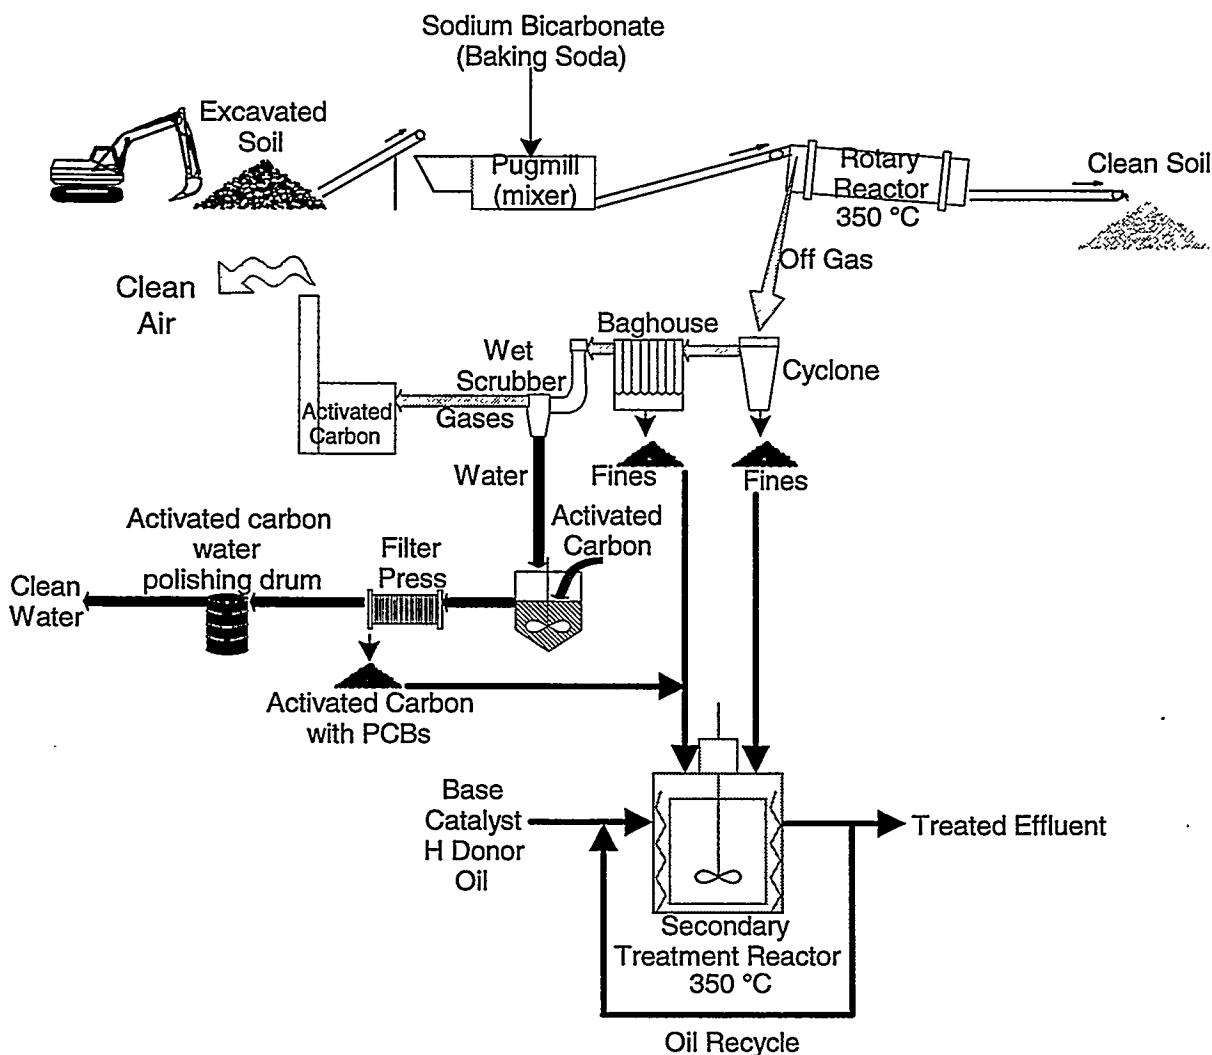 Sodium Bicarbonate
(Baking Soda)
Excavated
Soil
Pugmill
(mixer)
Rotary
Reactor
350 °C
Clean Soil
Off Gas
Clean
Air
Baghouse
Wet
Scrubber
Cyclone
Activated
Carbon
Gases
Water
Fines
Fines
Activated
Carbon
Activated carbon
water
polishing drum
Filter
Press
Clean
Water
Activated Carbon
with PCBs
Base
Catalyst
H Donor
Oil
Treated Effluent
Secondary
Treatment Reactor
350 °C
Oil Recycle